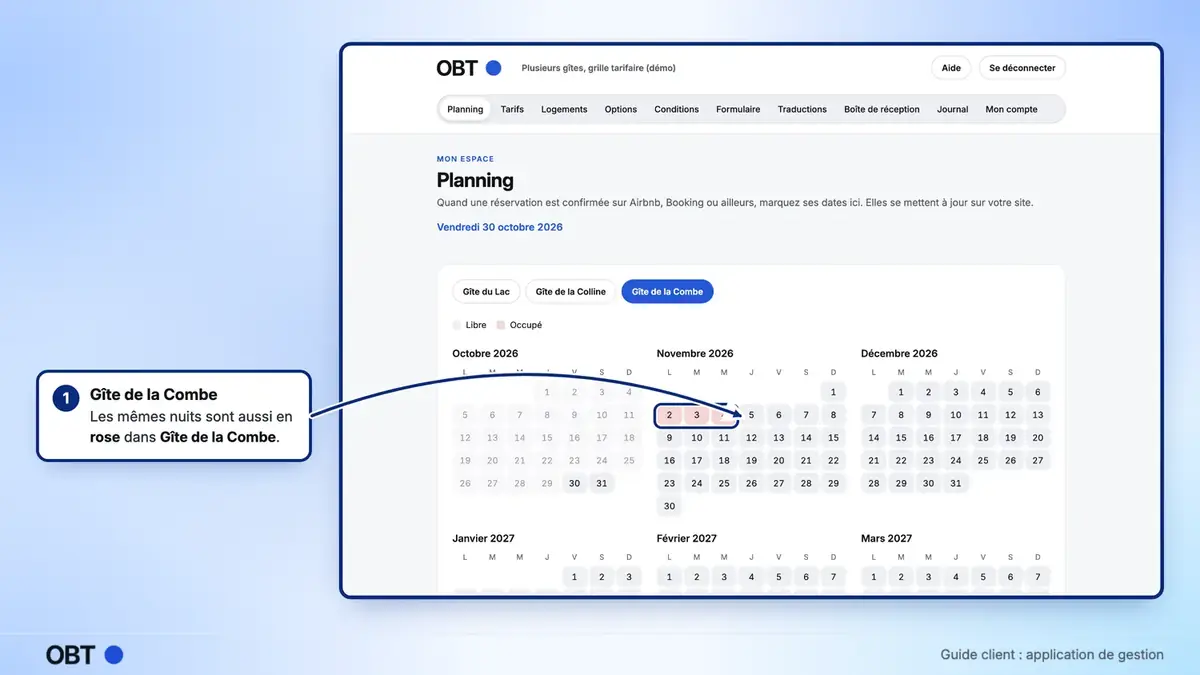 OBT
Plusieurs gîtes, grille tarifaire (démo)
Aide
Se déconnecter
Planning Tarifs Logements Options Conditions Formulaire Traductions Boîte de réception Journal Mon compte
MON ESPACE
Planning
Quand une réservation est confirmée sur Airbnb, Booking ou ailleurs, marquez ses dates ici. Elles se mettent à jour sur votre site.
Vendredi 30 octobre 2026
Gîte du Lac Gîte de la Colline Gîte de la Combe
Libre Occupé
Octobre 2026
L M M J V S D
1 2 3 4
5 6 7 8 9 10 11
12 13 14 15 16 17 18
19 20 21 22 23 24 25
26 27 28 29 30 31
Novembre 2026
L M M J V S D
1
2 3 5 6 7 8
9 10 11 12 13 14 15
16 17 18 19 20 21 22
23 24 25 26 27 28 29
30
Décembre 2026
L M M J V S D
1 2 3 4 5 6
7 8 9 10 11 12 13
14 15 16 17 18 19 20
21 22 23 24 25 26 27
28 29 30 31
Janvier 2027
L M M J V S D
1 2 3
Février 2027
L M M J V S D
1 2 3 4 5 6 7
Mars 2027
L M M J V S D
1 2 3 4 5 6 7
1
Gîte de la Combe
Les mêmes nuits sont aussi en
rose dans Gîte de la Combe.
OBT
Guide client : application de gestion